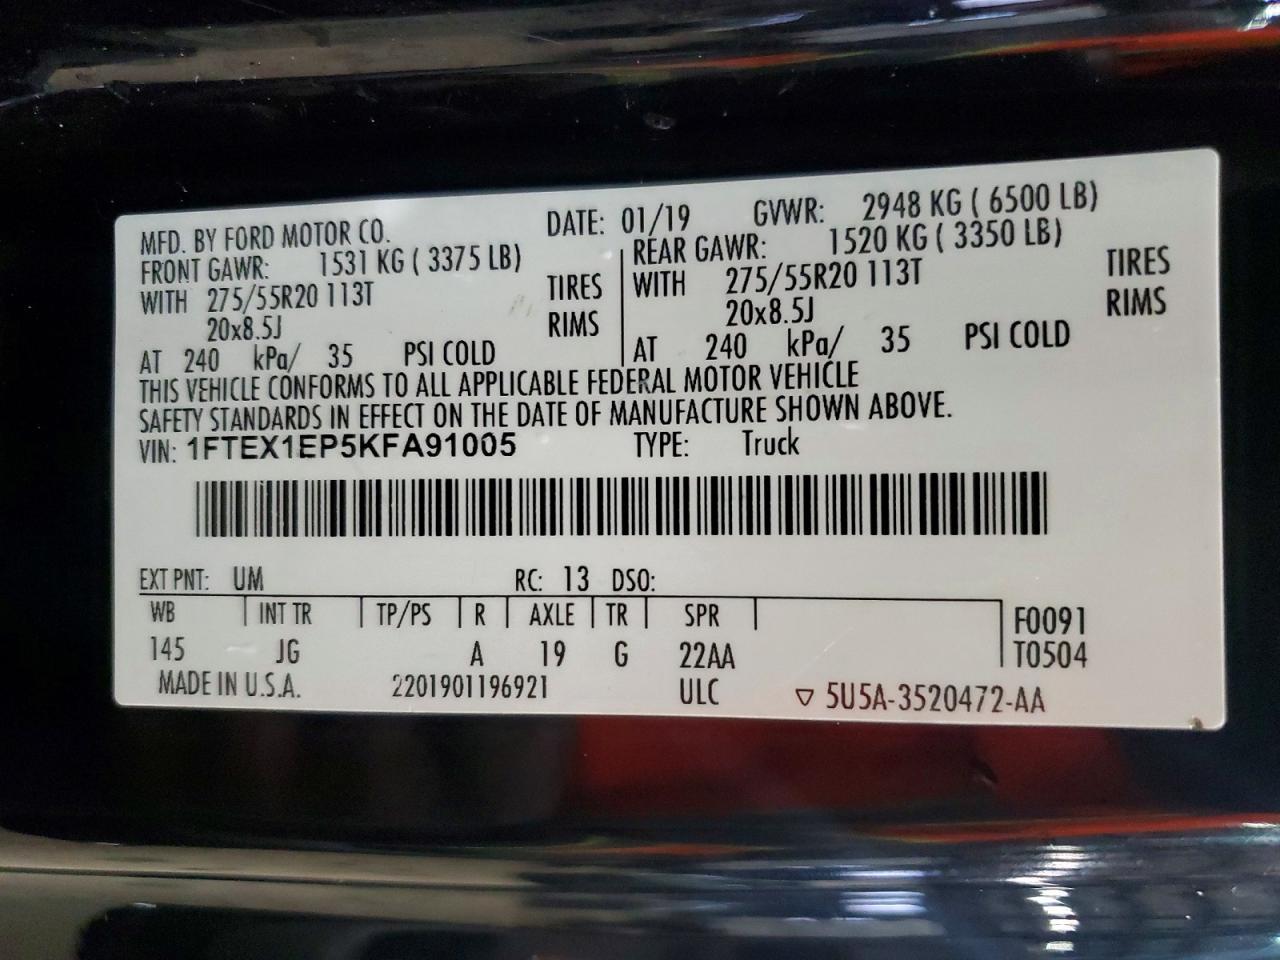 MFD. BY FORD MOTOR CO. DATE: 01/19 GVWR: 2948 KG ( 6500 LB)
FRONT GAWR: 1531 KG ( 3375 LB) REAR GAWR: 1520 KG ( 3350 LB)
WITH 275/55R20 113T TIRES WITH 275/55R20 113T TIRES
20x8.5J RIMS 20x8.5J RIMS
AT 240 kPa/ 35 PSI COLD AT 240 kPa/ 35 PSI COLD
THIS VEHICLE CONFORMS TO ALL APPLICABLE FEDERAL MOTOR VEHICLE
SAFETY STANDARDS IN EFFECT ON THE DATE OF MANUFACTURE SHOWN ABOVE.
VIN: 1FTEX1EP5KFA91005 TYPE: Truck
EXT PNT: UM RC: 13 DSO:
WB INT TR TP/PS R AXLE TR SPR F0091
145 JG A 19 G 22AA T0504
MADE IN U.S.A. 2201901196921 ULC ▽ 5U5A-3520472-AA